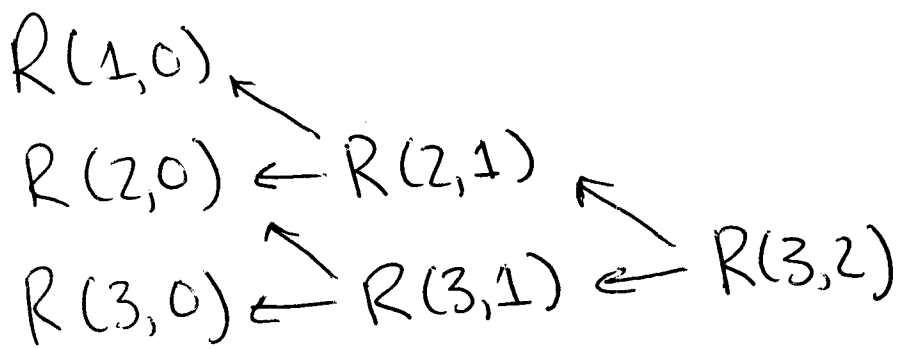 R(1,0)
R(2,0) ← R(2,1)
R(3,0) ← R(3,1) ← R(3,2)